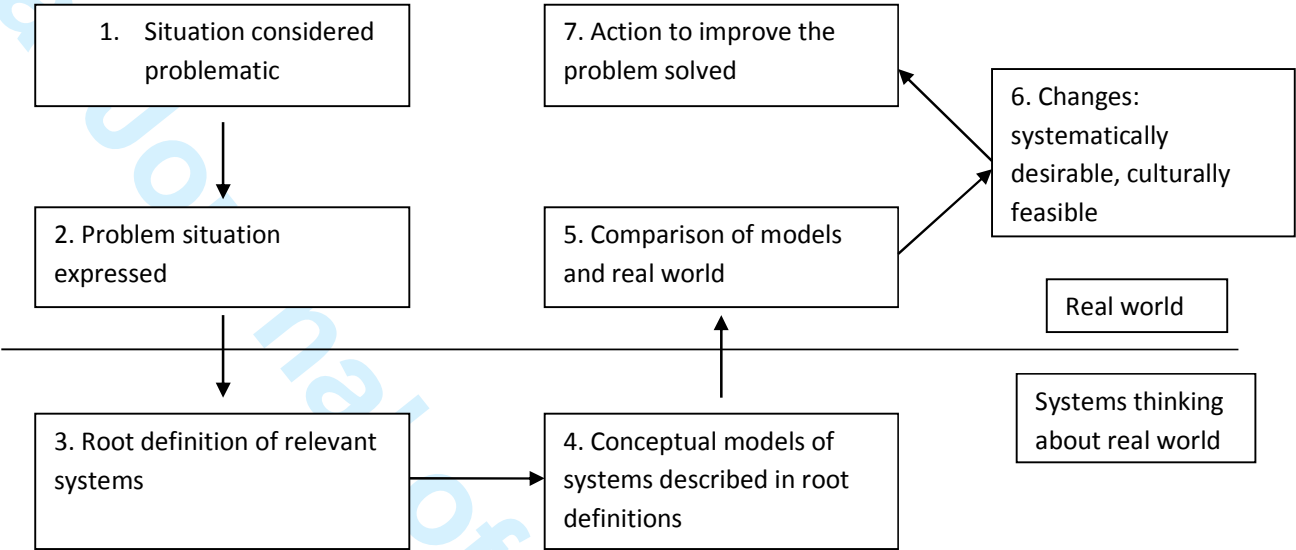 1. Situation considered
problematic
2. Problem situation
expressed
3. Root definition of relevant
systems
4. Conceptual models of
systems described in root
definitions
5. Comparison of models
and real world
6. Changes:
systematically
desirable, culturally
feasible
7. Action to improve the
problem solved
Real world
Systems thinking
about real world